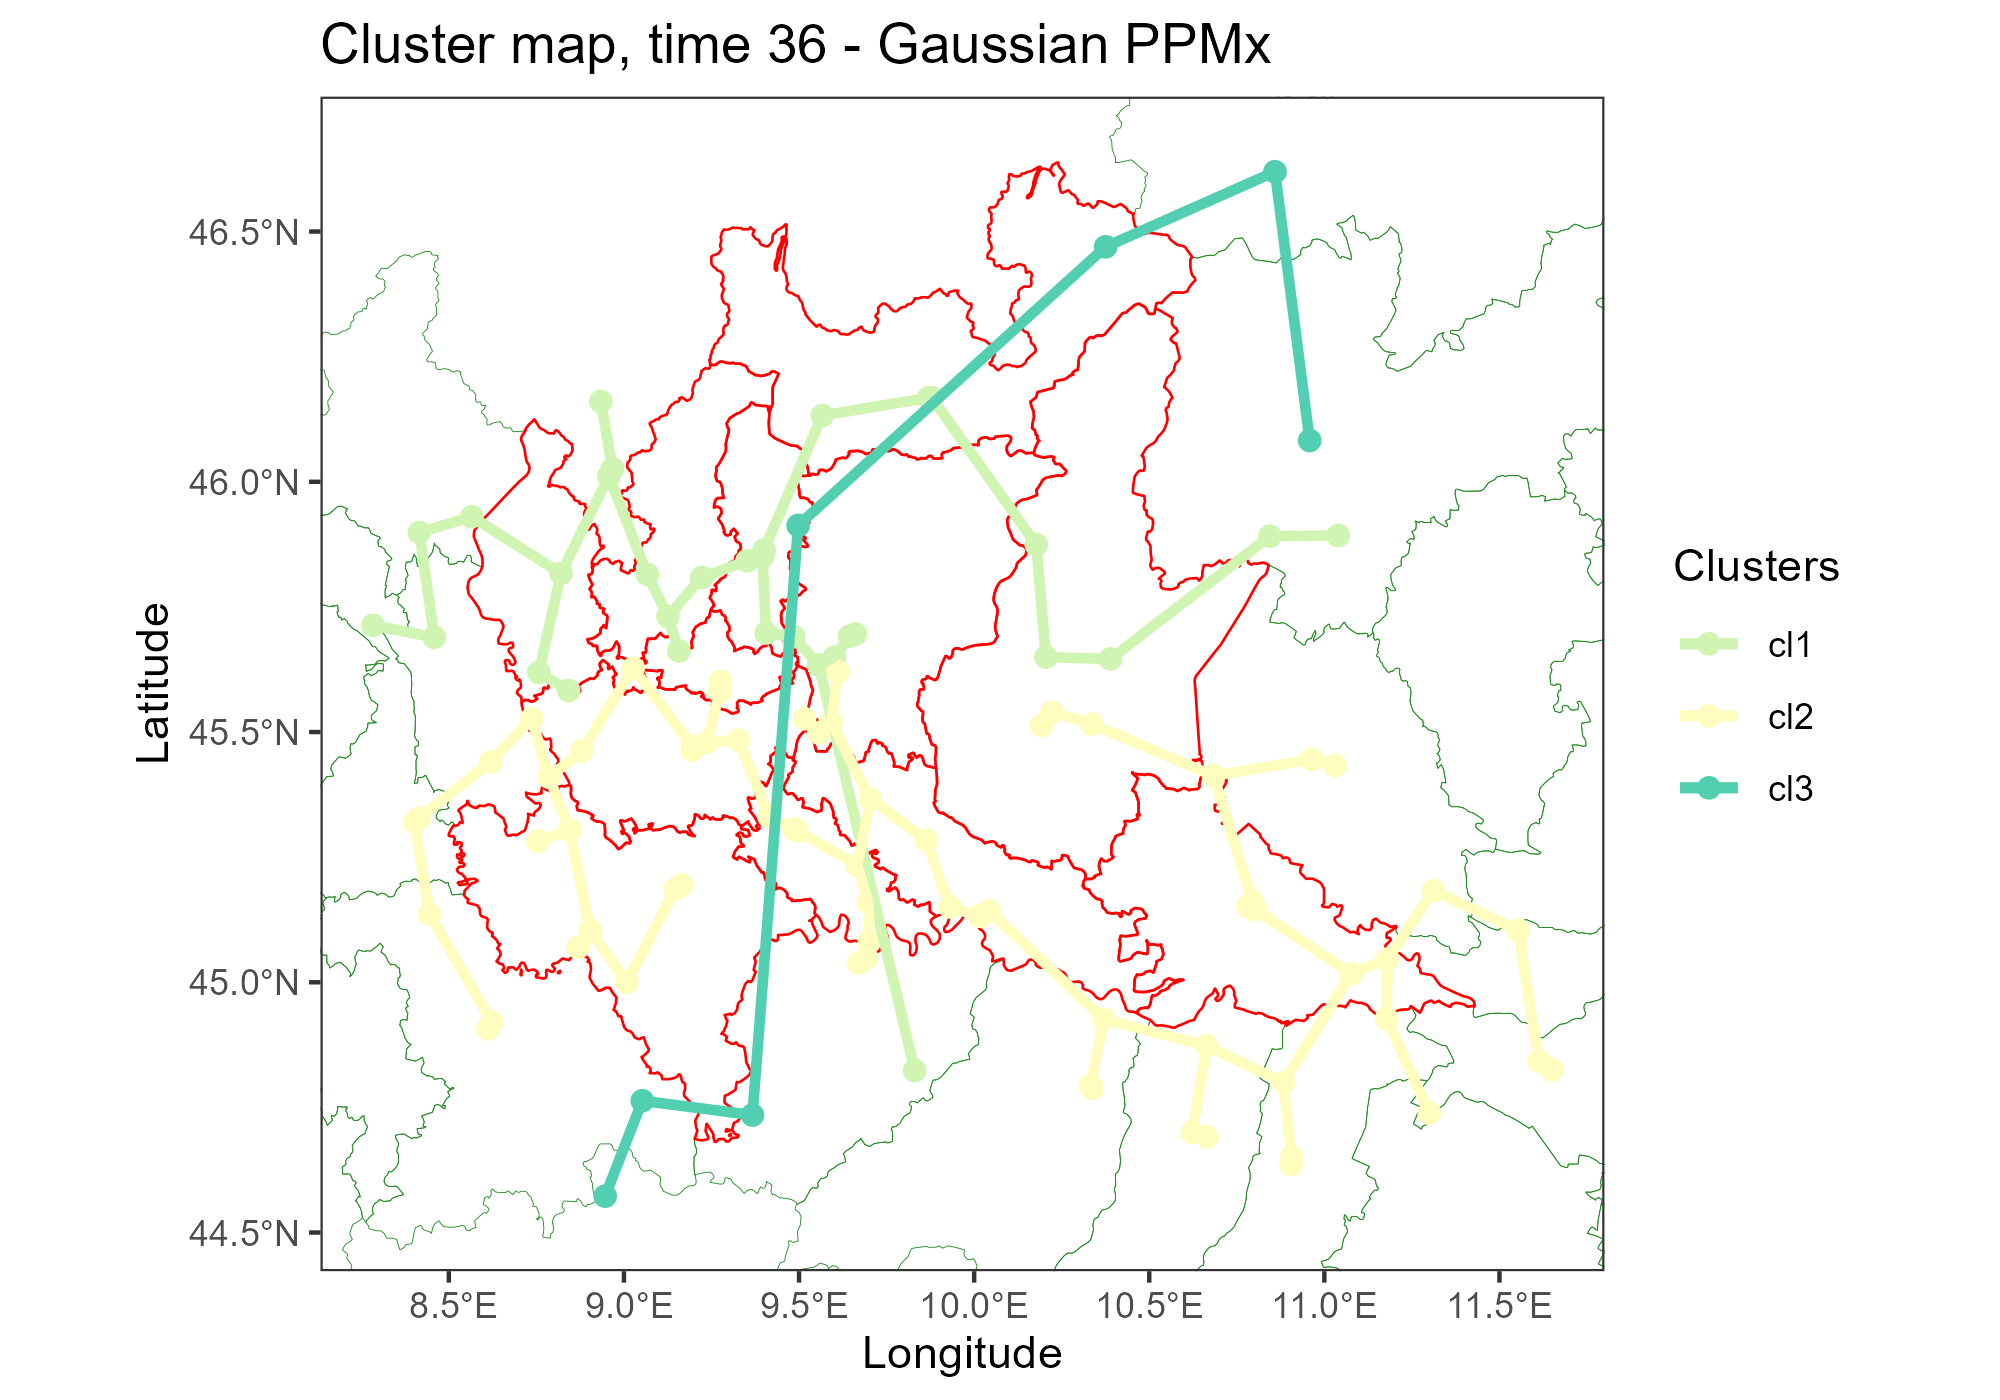 Cluster map, time 36 - Gaussian PPMx
46.5°N
46.0°N
45.5°N
45.0°N
44.5°N
Latitude
8.5°E 9.0°E 9.5°E 10.0°E 10.5°E 11.0°E 11.5°E
Longitude
Clusters
cl1
cl2
cl3